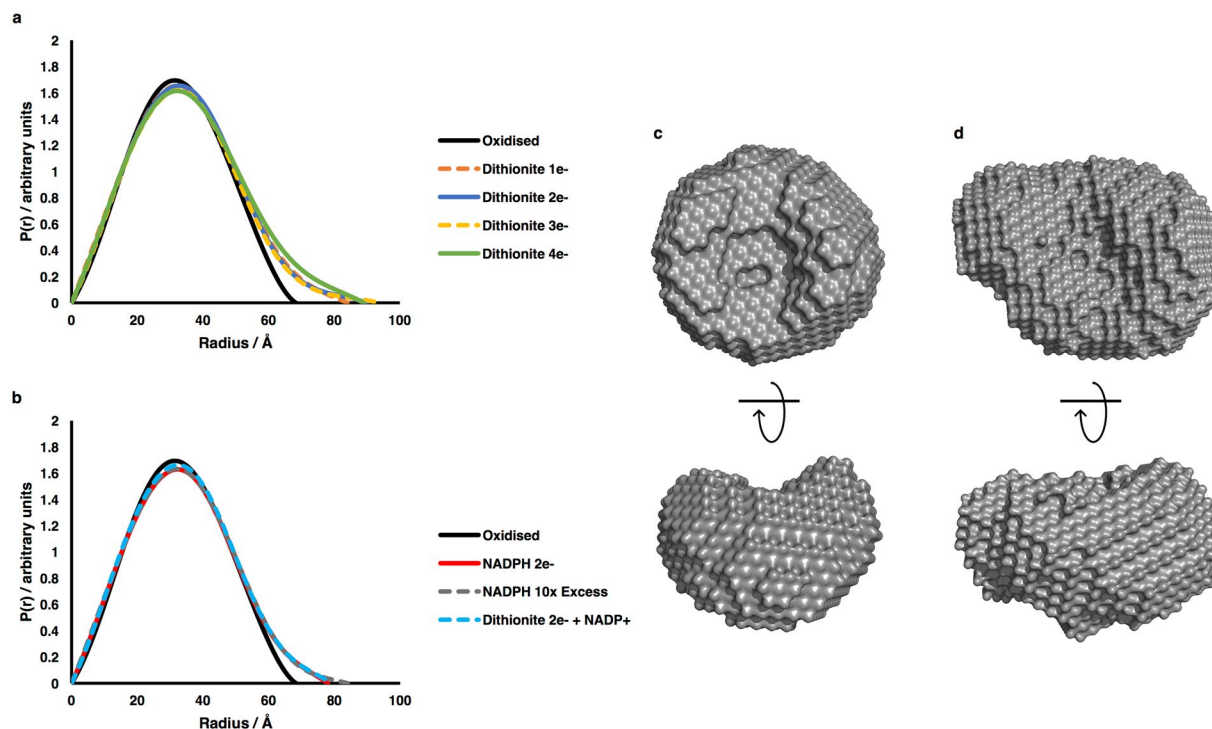 a
2
1.8
1.6
1.4
1.2
1
0.8
0.6
0.4
0.2
0
P(r) / arbitrary units
0 20 40 60 80 100
Radius / Å
Oxidised
Dithionite 1e-
Dithionite 2e-
Dithionite 3e-
Dithionite 4e-
b
2
1.8
1.6
1.4
1.2
1
0.8
0.6
0.4
0.2
0
P(r) / arbitrary units
0 20 40 60 80 100
Radius / Å
Oxidised
NADPH 2e-
NADPH 10x Excess
Dithionite 2e- + NADP+
c
d